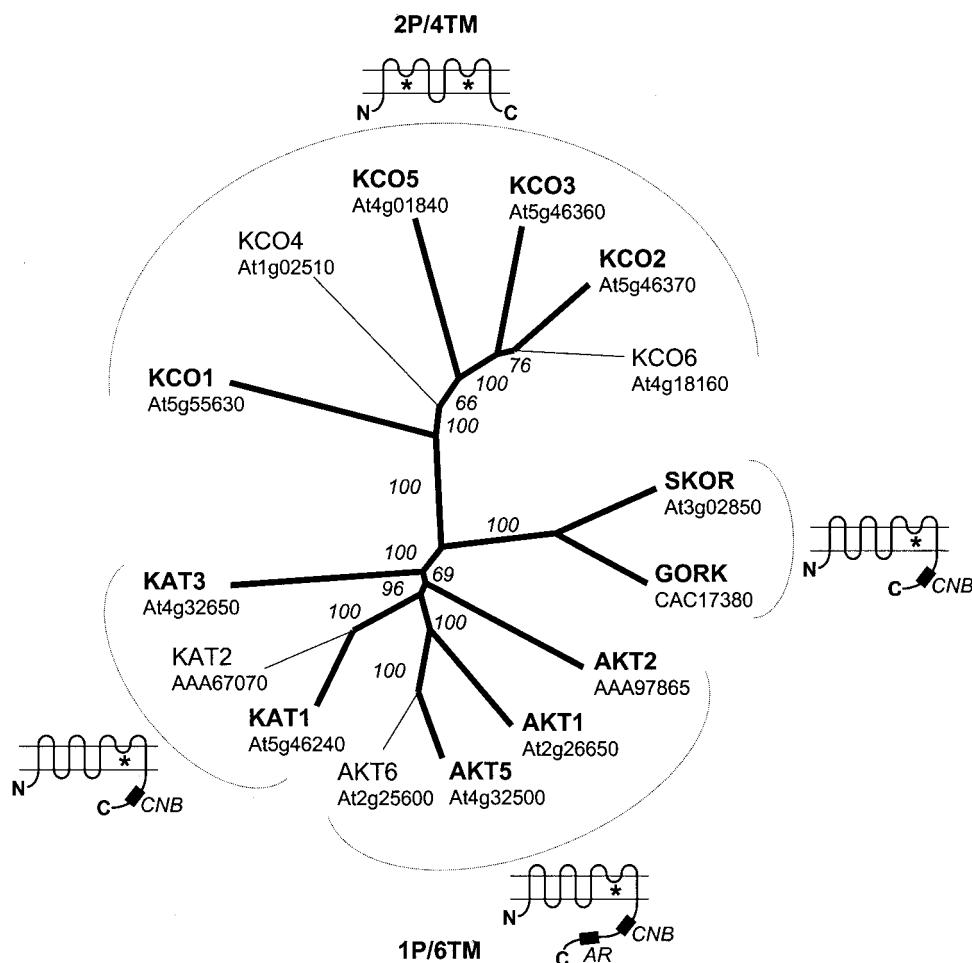 2P/4TM
* *
N C
KCO5
At4g01840
KCO3
At5g46360
KCO4
At1g02510
KCO2
At5g46370
KCO6
At4g18160
76
100
66
100
KCO1
At5g55630
100
SKOR
At3g02850
100
GORK
CAC17380
*
N
C CNB
100
69
96
KAT3
At4g32650
100
100
100
KAT2
AAA67070
KAT1
At5g46240
AKT2
AAA97865
AKT1
At2g26650
AKT6
At2g25600
AKT5
At4g32500
*
N
C CNB
*
N
CNB
C AR
1P/6TM